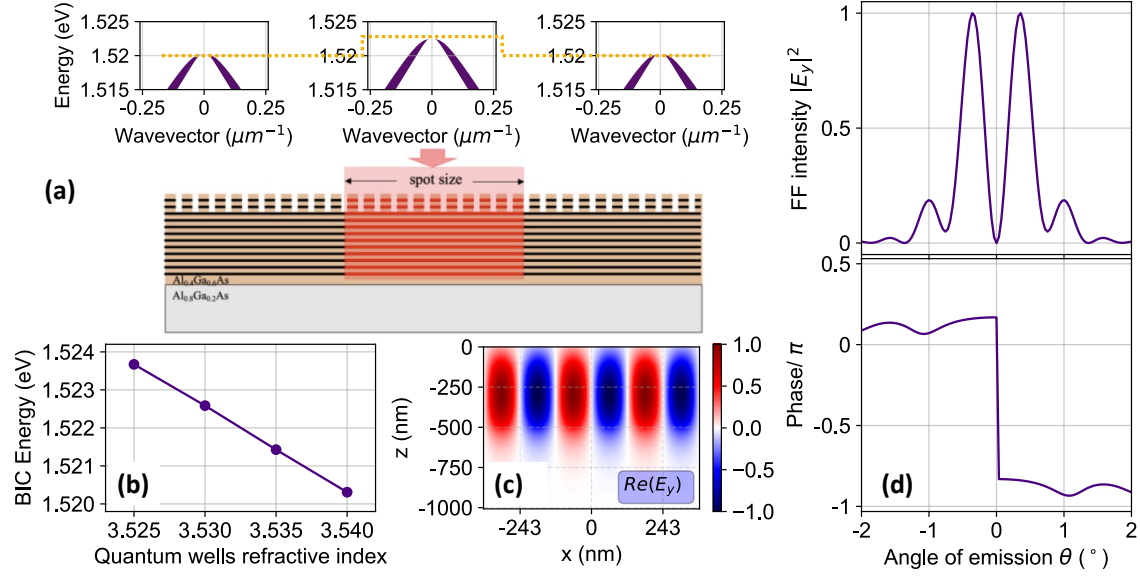 1.525
1.52
1.515
Energy (eV)
-0.25
0
0.25
Wavevector (μm⁻¹)
1.525
1.52
1.515
-0.25
0
0.25
Wavevector (μm⁻¹)
1.525
1.52
1.515
-0.25
0
0.25
Wavevector (μm⁻¹)
(a)
spot size
Al₀.₄Ga₀.₆As
Al₀.₈Ga₀.₂As
1.524
1.523
1.522
1.521
1.520
BIC Energy (eV)
(b)
3.525
3.530
3.535
3.540
Quantum wells refractive index
0
-250
-500
-750
-1000
z (nm)
(c)
Re(E_y)
-243
0
243
x (nm)
1.0
0.5
0.0
−0.5
−1.0
1
0.5
0
FF intensity |E_y|²
0.5
0
-0.5
-1
Phase/ π
(d)
-2
-1
0
1
2
Angle of emission θ (°)